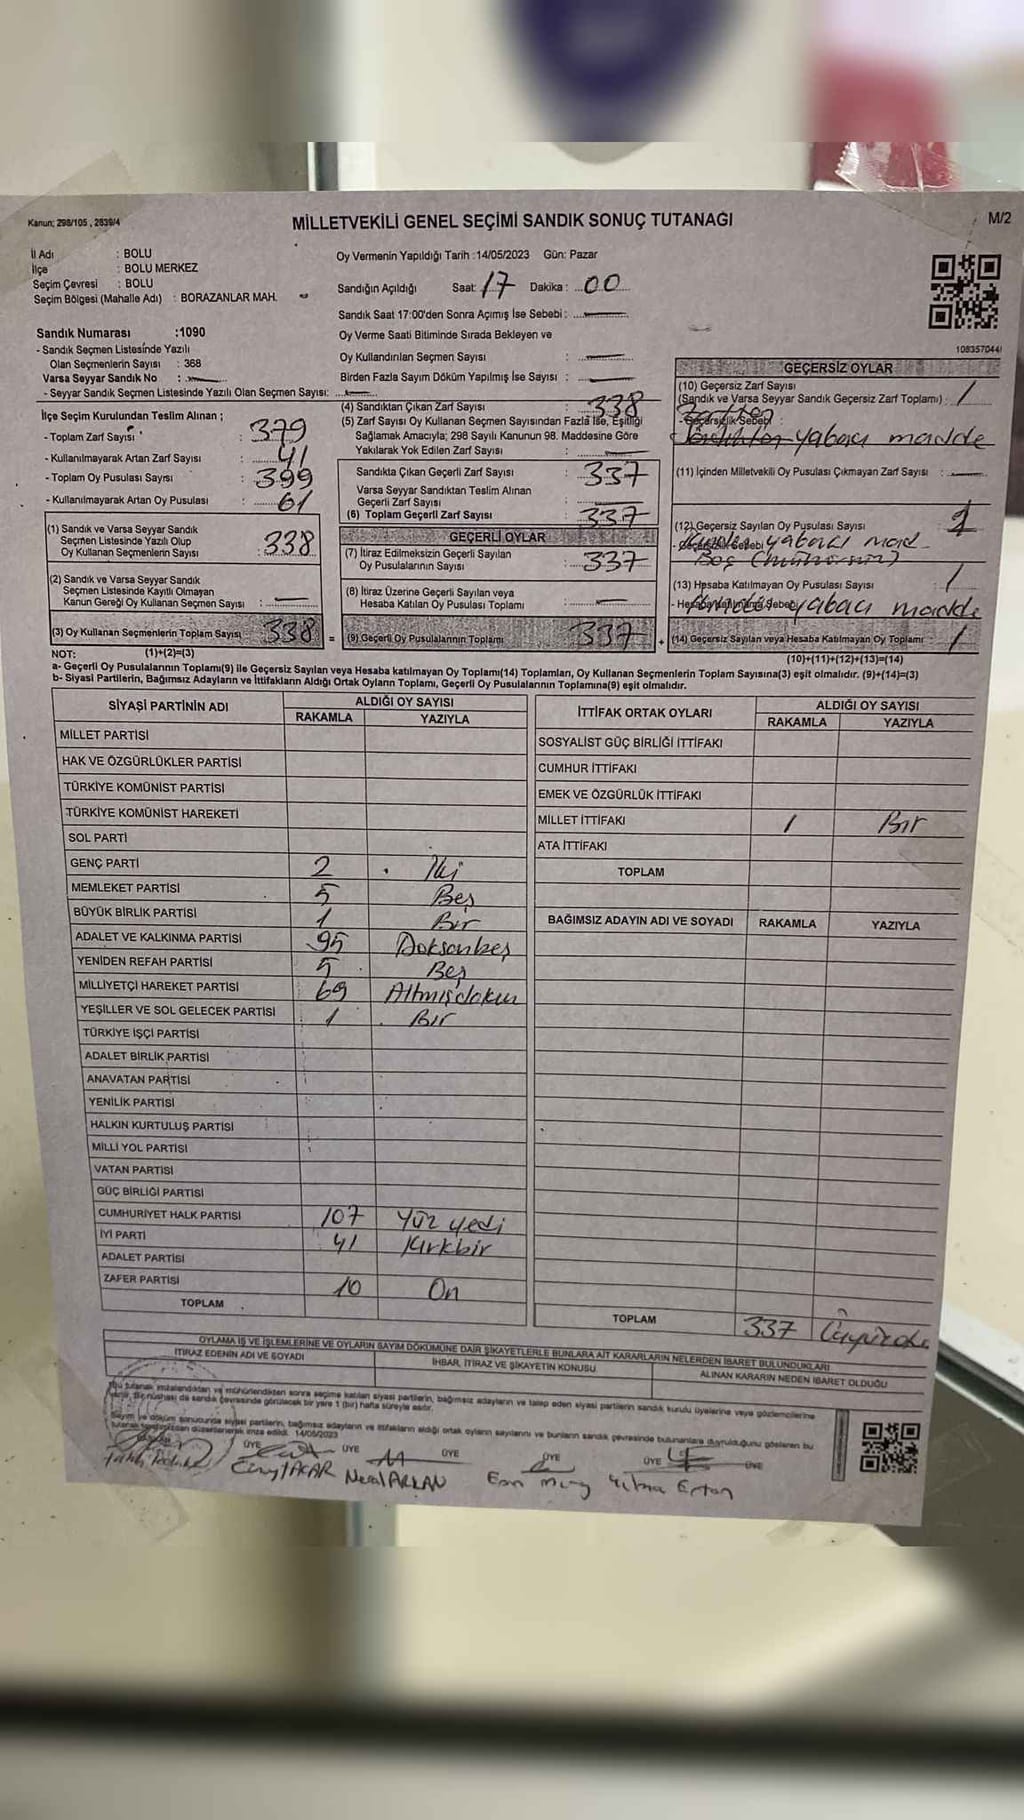 Kanun; 298/105 , 2839/4
MİLLETVEKİLİ GENEL SEÇİMİ SANDIK SONUÇ TUTANAĞI
M/2
İl Adı : BOLU
İlçe : BOLU MERKEZ
Seçim Çevresi : BOLU
Seçim Bölgesi (Mahalle Adı) : BORAZANLAR MAH.
Oy Vermenin Yapıldığı Tarih :14/05/2023 Gün: Pazar
Sandığın Açıldığı Saat: 17 Dakika : 00
Sandık Saat 17:00'den Sonra Açımış İse Sebebi :
Sandık Numarası :1090
- Sandık Seçmen Listesinde Yazılı
Olan Seçmenlerin Sayısı : 368
Varsa Seyyar Sandık No :
- Seyyar Sandık Seçmen Listesinde Yazılı Olan Seçmen Sayısı:
Oy Verme Saati Bitiminde Sırada Bekleyen ve
Oy Kullandırılan Seçmen Sayısı :
Birden Fazla Sayım Döküm Yapılmış İse Sayısı :
108357044
İlçe Seçim Kurulundan Teslim Alınan ;
- Toplam Zarf Sayısı : 379
- Kullanılmayarak Artan Zarf Sayısı : 41
- Toplam Oy Pusulası Sayısı : 399
- Kullanılmayarak Artan Oy Pusulası : 61
(1) Sandık ve Varsa Seyyar Sandık
Seçmen Listesinde Yazılı Olup
Oy Kullanan Seçmenlerin Sayısı : 338
(2) Sandık ve Varsa Seyyar Sandık
Seçmen Listesinde Kayıtlı Olmayan
Kanun Gereği Oy Kullanan Seçmen Sayısı :
(3) Oy Kullanan Seçmenlerin Toplam Sayısı 338 =
(4) Sandıktan Çıkan Zarf Sayısı : 338
(5) Zarf Sayısı Oy Kullanan Seçmen Sayısından Fazla İse, Eşitliği
Sağlamak Amacıyla; 298 Sayılı Kanunun 98. Maddesine Göre
Yakılarak Yok Edilen Zarf Sayısı :
Sandıkta Çıkan Geçerli Zarf Sayısı : 337
Varsa Seyyar Sandıktan Teslim Alınan
Geçerli Zarf Sayısı :
(6) Toplam Geçerli Zarf Sayısı : 337
GEÇERLİ OYLAR
(7) İtiraz Edilmeksizin Geçerli Sayılan
Oy Pusulalarının Sayısı : 337
(8) İtiraz Üzerine Geçerli Sayılan veya
Hesaba Katılan Oy Pusulası Toplamı :
(9) Geçerli Oy Pusulalarının Toplamı 337 +
GEÇERSİZ OYLAR
(10) Geçersiz Zarf Sayısı
(Sandık ve Varsa Seyyar Sandık Geçersiz Zarf Toplamı) : 1
- Geçersizlik Sebebi :
yabacı madde
(11) İçinden Milletvekili Oy Pusulası Çıkmayan Zarf Sayısı :
(12) Geçersiz Sayılan Oy Pusulası Sayısı
- Geçersizlik Sebebi yabacı mad
Boş
(13) Hesaba Katılmayan Oy Pusulası Sayısı : 1
- Hesaba Katılmama Sebebi yabacı madde
(14) Geçersiz Sayılan veya Hesaba Katılmayan Oy Toplamı : 1
NOT: (1)+(2)=(3)
(10)+(11)+(12)+(13)=(14)
a- Geçerli Oy Pusulalarının Toplamı(9) ile Geçersiz Sayılan veya Hesaba katılmayan Oy Toplamı(14) Toplamları, Oy Kullanan Seçmenlerin Toplam Sayısına(3) eşit olmalıdır. (9)+(14)=(3)
b- Siyasi Partilerin, Bağımsız Adayların ve İttifakların Aldığı Ortak Oyların Toplamı, Geçerli Oy Pusulalarının Toplamına(9) eşit olmalıdır.
SİYASİ PARTİNİN ADI ALDIĞI OY SAYISI
RAKAMLA YAZIYLA
MİLLET PARTİSİ
HAK VE ÖZGÜRLÜKLER PARTİSİ
TÜRKİYE KOMÜNİST PARTİSİ
TÜRKİYE KOMÜNİST HAREKETİ
SOL PARTİ
GENÇ PARTİ 2 İki
MEMLEKET PARTİSİ 5 Beş
BÜYÜK BİRLİK PARTİSİ 1 Bir
ADALET VE KALKINMA PARTİSİ 95 Doksanbeş
YENİDEN REFAH PARTİSİ 5 Beş
MİLLİYETÇİ HAREKET PARTİSİ 69 Altmışdokuz
YEŞİLLER VE SOL GELECEK PARTİSİ 1 Bir
TÜRKİYE İŞÇİ PARTİSİ
ADALET BİRLİK PARTİSİ
ANAVATAN PARTİSİ
YENİLİK PARTİSİ
HALKIN KURTULUŞ PARTİSİ
MİLLİ YOL PARTİSİ
VATAN PARTİSİ
GÜÇ BİRLİĞİ PARTİSİ
CUMHURİYET HALK PARTİSİ 107 Yüz yedi
İYİ PARTİ 41 Kırkbir
ADALET PARTİSİ
ZAFER PARTİSİ 10 On
TOPLAM
İTTİFAK ORTAK OYLARI ALDIĞI OY SAYISI
RAKAMLA YAZIYLA
SOSYALİST GÜÇ BİRLİĞİ İTTİFAKI
CUMHUR İTTİFAKI
EMEK VE ÖZGÜRLÜK İTTİFAKI
MİLLET İTTİFAKI 1 Bir
ATA İTTİFAKI
TOPLAM
BAĞIMSIZ ADAYIN ADI VE SOYADI RAKAMLA YAZIYLA
TOPLAM 337
OYLAMA İŞ VE İŞLEMLERİNE VE OYLARIN SAYIM DÖKÜMÜNE DAİR ŞİKAYETLERLE BUNLARA AİT KARARLARIN NELERDEN İBARET BULUNDUKLARI
İTİRAZ EDENİN ADI VE SOYADI İHBAR, İTİRAZ VE ŞİKAYETİN KONUSU ALINAN KARARIN NEDEN İBARET OLDUĞU
Bu tutanak imzalandıktan ve mühürlendikten sonra seçime katılan siyasi partilerin, bağımsız adayların ve talep eden siyasi partilerin sandık kurulu üyelerine veya gözlemcilerine
verilir. Bir nüshası da sandık çevresinde görülecek bir yere 1 (bir) hafta süreyle asılır.
Sayım ve döküm sonucunda siyasi partilerin, bağımsız adayların ve ittifakların aldığı ortak oyların sayılarını ve bunların sandık çevresinde bulunanlara duyrulduğunu gösteren bu
tutanak tarafımızdan düzenlenerek imza edildi. 14/05/2023
ÜYE ÜYE ÜYE ÜYE ÜYE ÜYE
ACAR